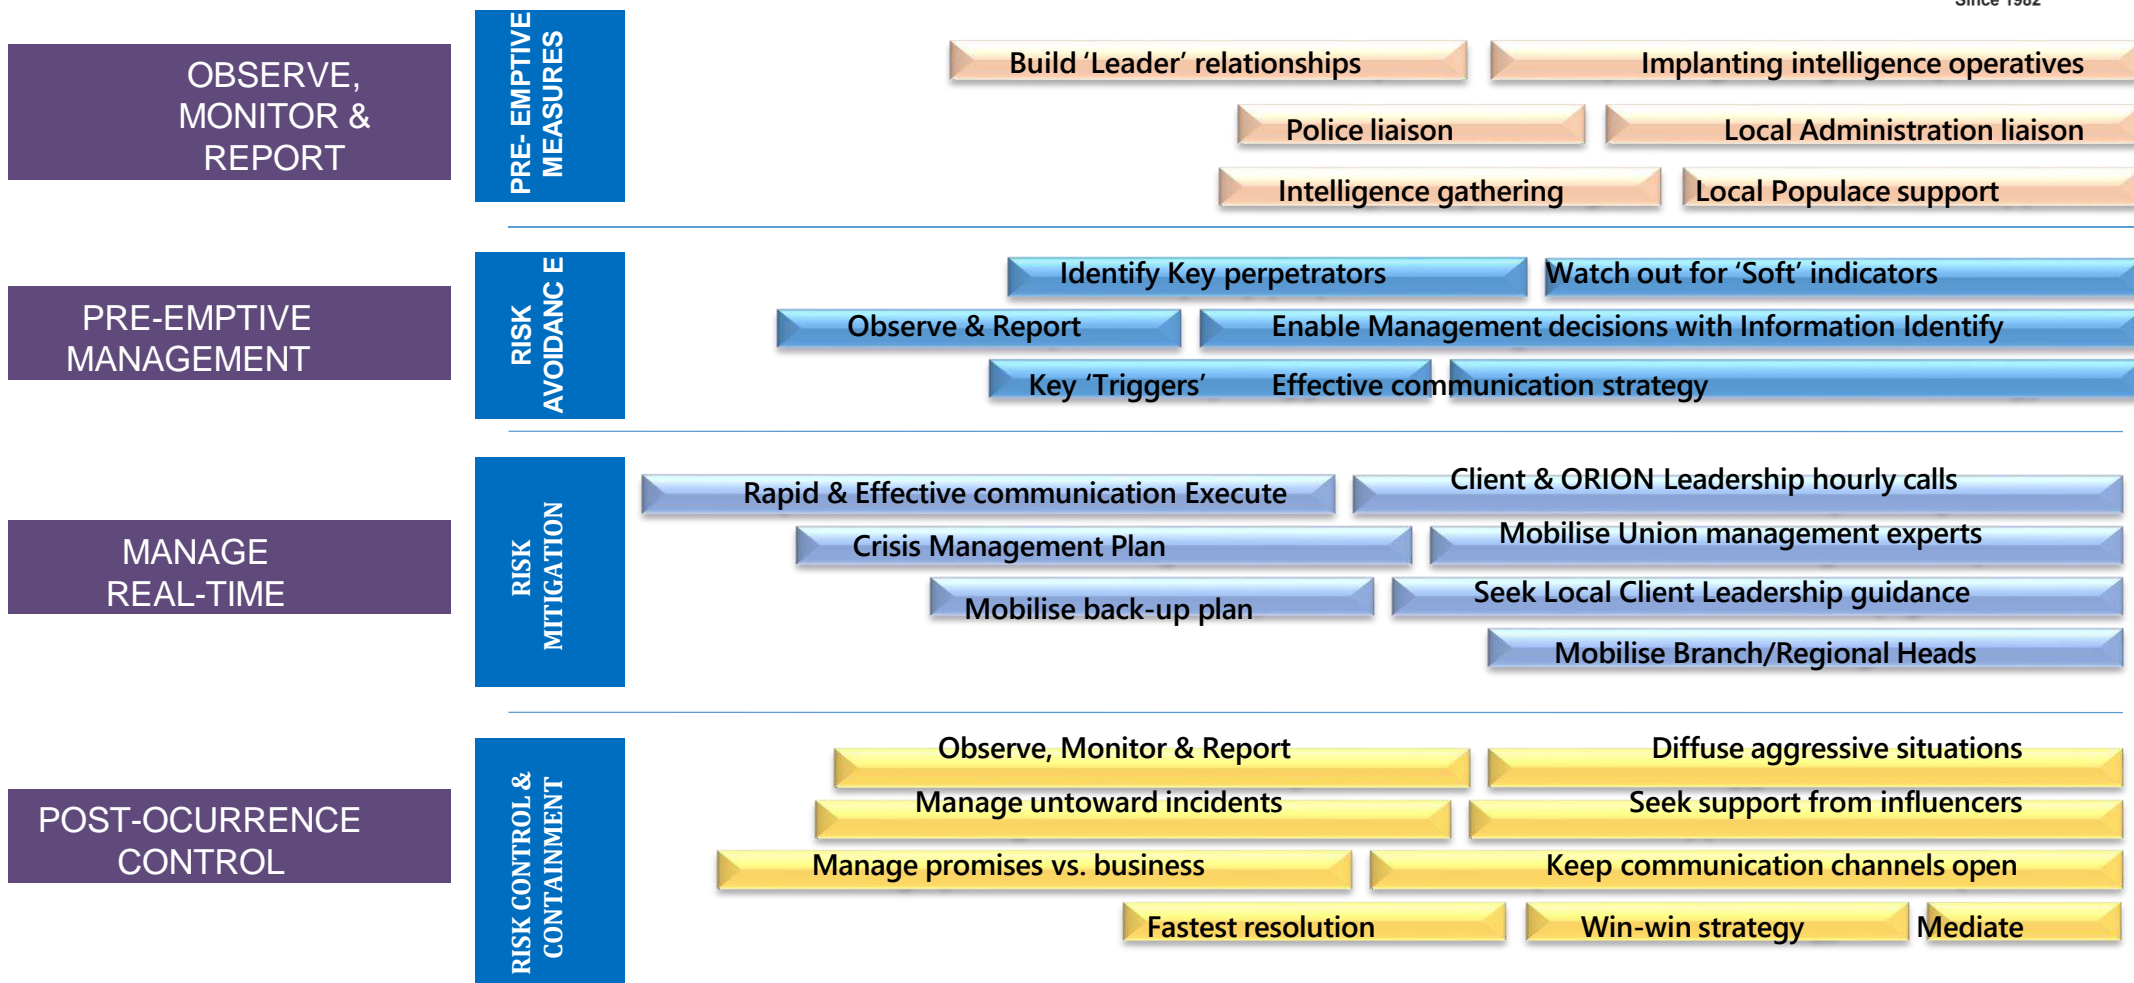 Since 1982
OBSERVE,
MONITOR &
REPORT
PRE- EMPTIVE
MEASURES
Build ‘Leader’ relationships
Implanting intelligence operatives
Police liaison
Local Administration liaison
Intelligence gathering
Local Populace support
PRE-EMPTIVE
MANAGEMENT
RISK
AVOIDANC E
Identify Key perpetrators
Watch out for ‘Soft’ indicators
Observe & Report
Enable Management decisions with Information Identify
Key ‘Triggers’
Effective communication strategy
MANAGE
REAL-TIME
RISK
MITIGATION
Rapid & Effective communication Execute
Client & ORION Leadership hourly calls
Crisis Management Plan
Mobilise Union management experts
Mobilise back-up plan
Seek Local Client Leadership guidance
Mobilise Branch/Regional Heads
POST-OCURRENCE
CONTROL
RISK CONTROL &
CONTAINMENT
Observe, Monitor & Report
Diffuse aggressive situations
Manage untoward incidents
Seek support from influencers
Manage promises vs. business
Keep communication channels open
Fastest resolution
Win-win strategy
Mediate